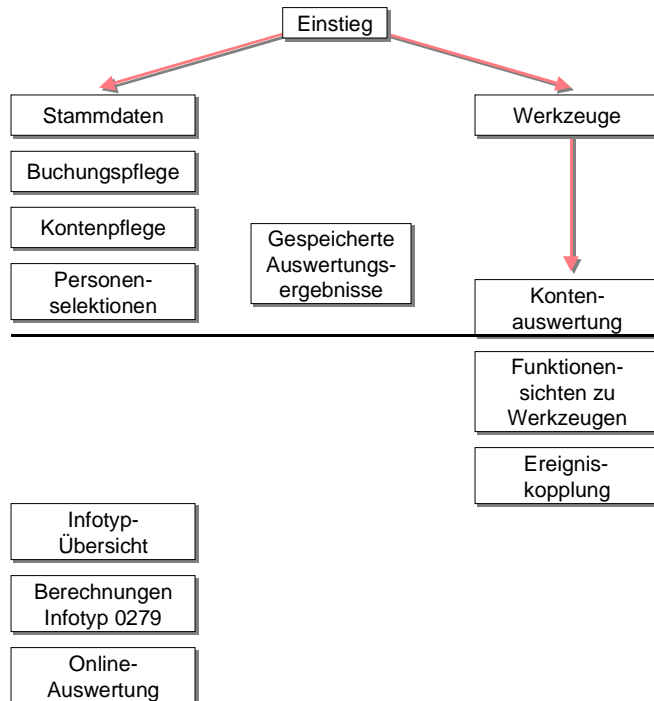 Einstieg
Stammdaten
Werkzeuge
Buchungspflege
Kontenpflege
Gespeicherte
Auswertungs-
ergebnisse
Personen-
selektionen
Konten-
auswertung
Funktionen-
sichten zu
Werkzeugen
Ereignis-
kopplung
Infotyp-
Übersicht
Berechnungen
Infotyp 0279
Online-
Auswertung